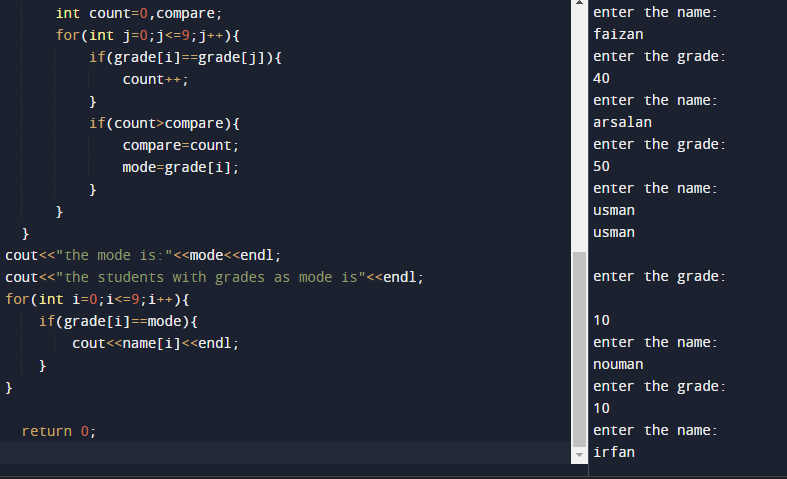 int count=0,compare;
for(int j=0;j<=9;j++){
if(grade[i]==grade[j]){
count++;
}
if(count>compare){
compare=count;
mode=grade[i];
}
}
}
cout<<"the mode is:"<<mode<<endl;
cout<<"the students with grades as mode is"<<endl;
for(int i=0;i<=9;i++){
if(grade[i]==mode){
cout<<name[i]<<endl;
}
}
return 0;
enter the name:
faizan
enter the grade:
40
enter the name:
arsalan
enter the grade:
50
enter the name:
usman
usman
enter the grade:
10
enter the name:
nouman
enter the grade:
10
enter the name:
irfan